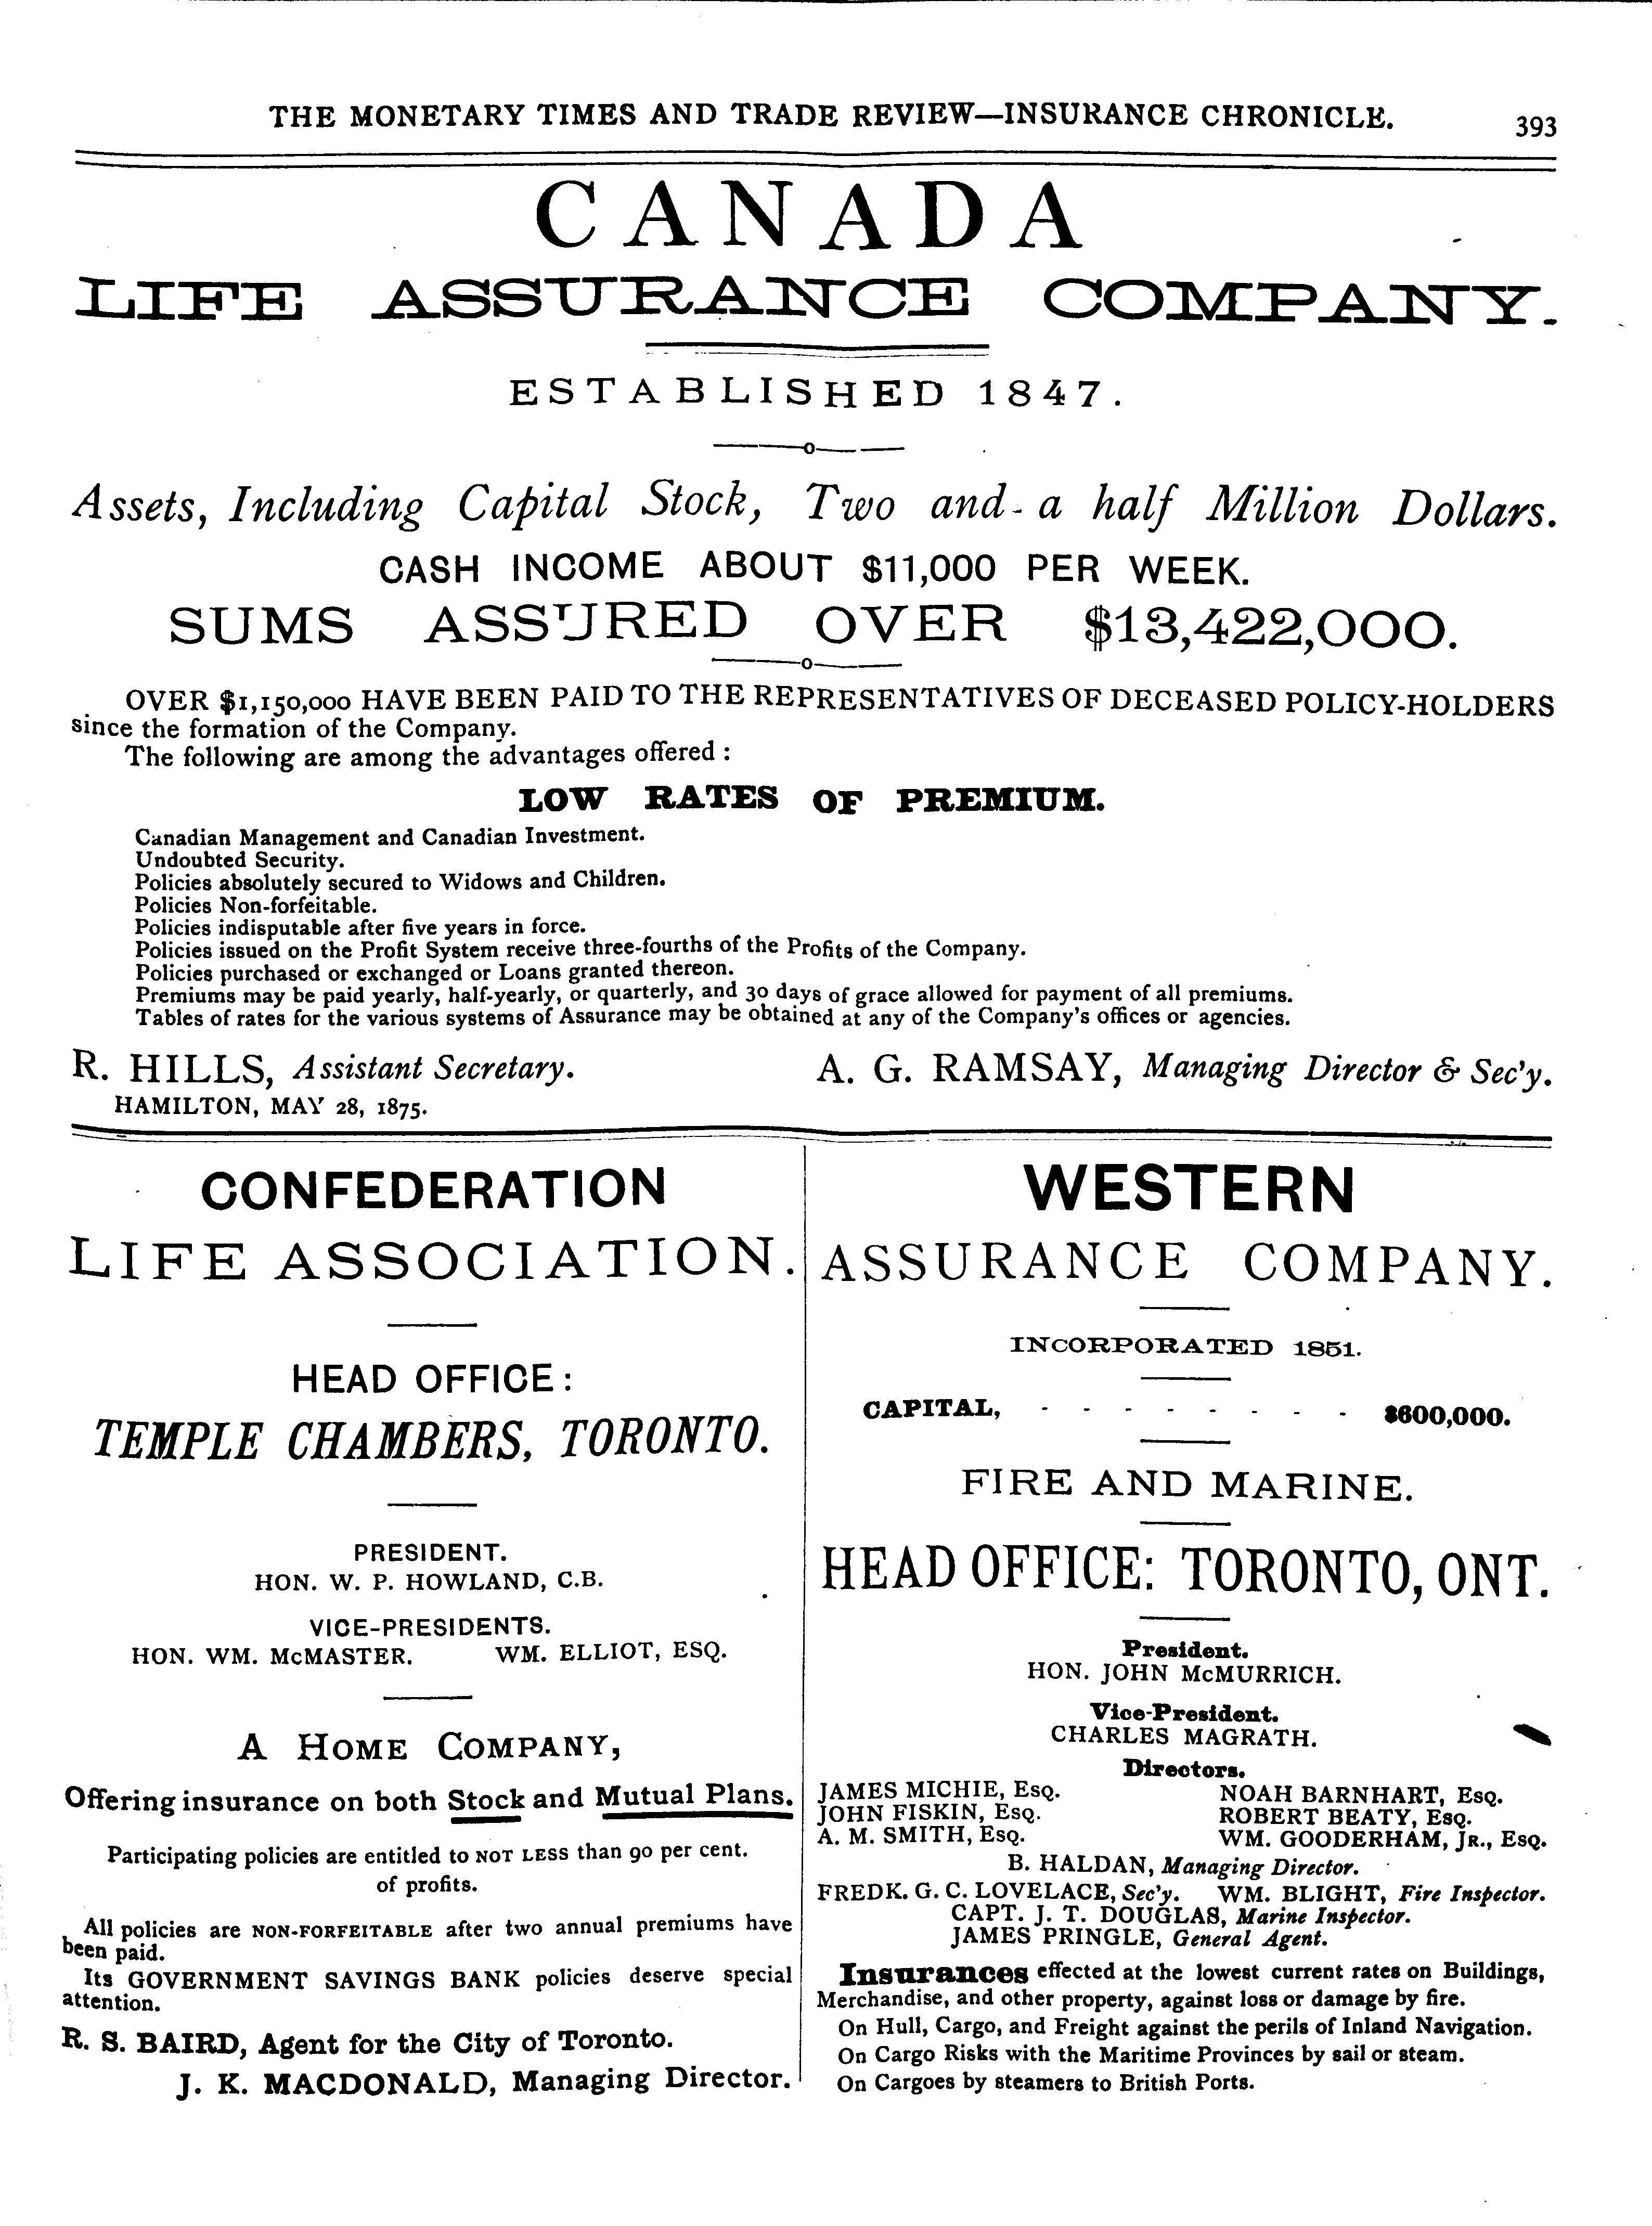 THE MONETARY TIMES AND TRADE REVIEW—INSURANCE CHRONICLE. 393
CANADA
LIFE ASSURANCE COMPANY.
ESTABLISHED 1847.
Assets, Including Capital Stock, Two and a half Million Dollars.
CASH INCOME ABOUT $11,000 PER WEEK.
SUMS ASSURED OVER $13,422,000.
OVER $1,150,000 HAVE BEEN PAID TO THE REPRESENTATIVES OF DECEASED POLICY-HOLDERS
since the formation of the Company.
The following are among the advantages offered:
LOW RATES OF PREMIUM.
Canadian Management and Canadian Investment.
Undoubted Security.
Policies absolutely secured to Widows and Children.
Policies Non-forfeitable.
Policies indisputable after five years in force.
Policies issued on the Profit System receive three-fourths of the Profits of the Company.
Policies purchased or exchanged or Loans granted thereon.
Premiums may be paid yearly, half-yearly, or quarterly, and 30 days of grace allowed for payment of all premiums.
Tables of rates for the various systems of Assurance may be obtained at any of the Company's offices or agencies.
R. HILLS, Assistant Secretary. A. G. RAMSAY, Managing Director & Sec'y.
HAMILTON, MAY 28, 1875.
CONFEDERATION
LIFE ASSOCIATION.
HEAD OFFICE:
TEMPLE CHAMBERS, TORONTO.
PRESIDENT.
HON. W. P. HOWLAND, C.B.
VICE-PRESIDENTS.
HON. WM. McMASTER. WM. ELLIOT, ESQ.
A HOME COMPANY,
Offering insurance on both Stock and Mutual Plans.
Participating policies are entitled to NOT LESS than 90 per cent.
of profits.
All policies are NON-FORFEITABLE after two annual premiums have
been paid.
Its GOVERNMENT SAVINGS BANK policies deserve special
attention.
R. S. BAIRD, Agent for the City of Toronto.
J. K. MACDONALD, Managing Director.
WESTERN
ASSURANCE COMPANY.
INCORPORATED 1851.
CAPITAL, - - - - - - - - $600,000.
FIRE AND MARINE.
HEAD OFFICE: TORONTO, ONT.
President.
HON. JOHN McMURRICH.
Vice-President.
CHARLES MAGRATH.
Directors.
JAMES MICHIE, ESQ. NOAH BARNHART, ESQ.
JOHN FISKIN, ESQ. ROBERT BEATY, ESQ.
A. M. SMITH, ESQ. WM. GOODERHAM, JR., ESQ.
B. HALDAN, Managing Director.
FREDK. G. C. LOVELACE, Sec'y. WM. BLIGHT, Fire Inspector.
CAPT. J. T. DOUGLAS, Marine Inspector.
JAMES PRINGLE, General Agent.
Insurances effected at the lowest current rates on Buildings,
Merchandise, and other property, against loss or damage by fire.
On Hull, Cargo, and Freight against the perils of Inland Navigation.
On Cargo Risks with the Maritime Provinces by sail or steam.
On Cargoes by steamers to British Ports.